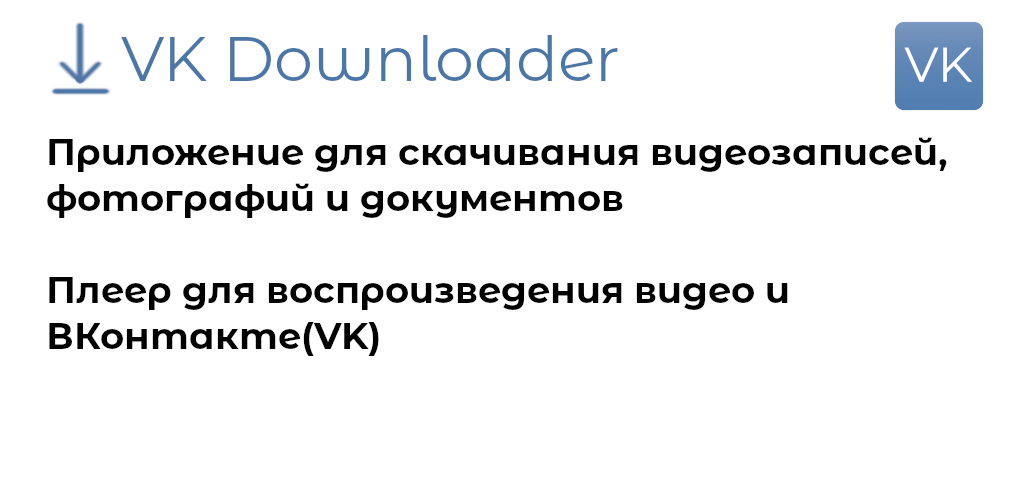 VK Downloader
VK
Приложение для скачивания видеозаписей,
фотографий и документов
Плеер для воспроизведения видео и
ВКонтакте(VK)